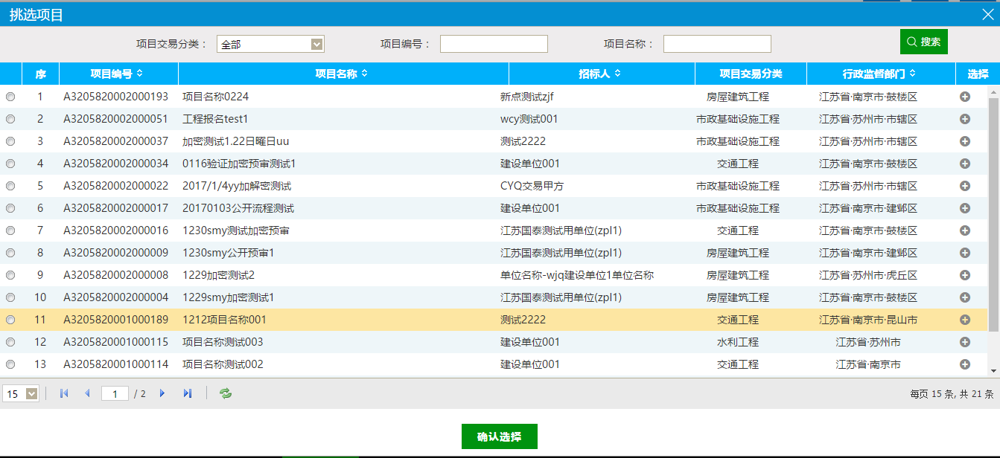 挑选项目
项目交易分类： 全部 项目编号： 项目名称： 搜索
序 项目编号 项目名称 招标人 项目交易分类 行政监督部门 选择
1 A3205820002000193 项目名称0224 新点测试zjf 房屋建筑工程 江苏省·南京市·鼓楼区
2 A3205820002000051 工程报名test1 wcy测试001 市政基础设施工程 江苏省·苏州市·市辖区
3 A3205820002000037 加密测试1.22日曜日uu 测试2222 市政基础设施工程 江苏省·苏州市·市辖区
4 A3205820002000034 0116验证加密预审测试1 建设单位001 交通工程 江苏省·南京市·鼓楼区
5 A3205820002000022 2017/1/4yy加解密测试 CYQ交易甲方 市政基础设施工程 江苏省·苏州市·市辖区
6 A3205820002000017 20170103公开流程测试 建设单位001 市政基础设施工程 江苏省·南京市·建邺区
7 A3205820002000016 1230smy测试加密预审 江苏国泰测试用单位(zpl1) 交通工程 江苏省·南京市·鼓楼区
8 A3205820002000009 1230smy公开预审1 江苏国泰测试用单位(zpl1) 房屋建筑工程 江苏省·南京市·建邺区
9 A3205820002000008 1229加密测试2 单位名称-wjq建设单位1单位名称 房屋建筑工程 江苏省·苏州市·虎丘区
10 A3205820002000004 1229smy加密测试1 江苏国泰测试用单位(zpl1) 房屋建筑工程 江苏省·南京市·鼓楼区
11 A3205820001000189 1212项目名称001 测试2222 交通工程 江苏省·南京市·昆山市
12 A3205820001000115 项目名称测试003 建设单位001 水利工程 江苏省·苏州市
13 A3205820001000114 项目名称测试002 建设单位001 交通工程 江苏省·南京市
15 1 / 2 每页 15 条, 共 21 条
确认选择